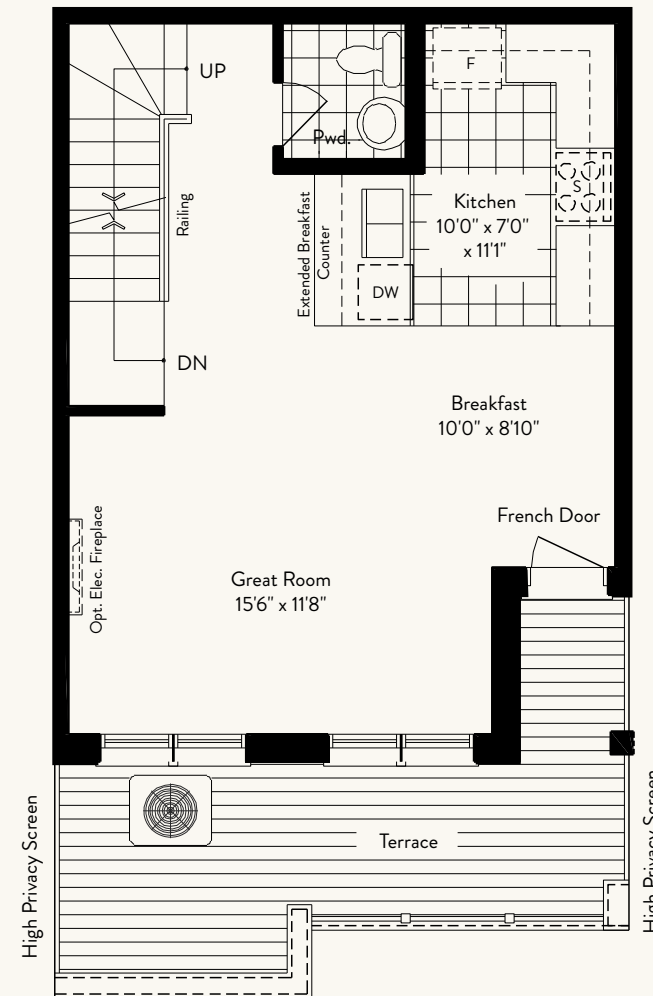 UP
Pwd.
F
S
Railing
Extended Breakfast
Counter
Kitchen
10'0" x 7'0"
x 11'1"
DW
DN
Breakfast
10'0" x 8'10"
French Door
Opt. Elec. Fireplace
Great Room
15'6" x 11'8"
High Privacy Screen
Terrace
High Privacy Screen